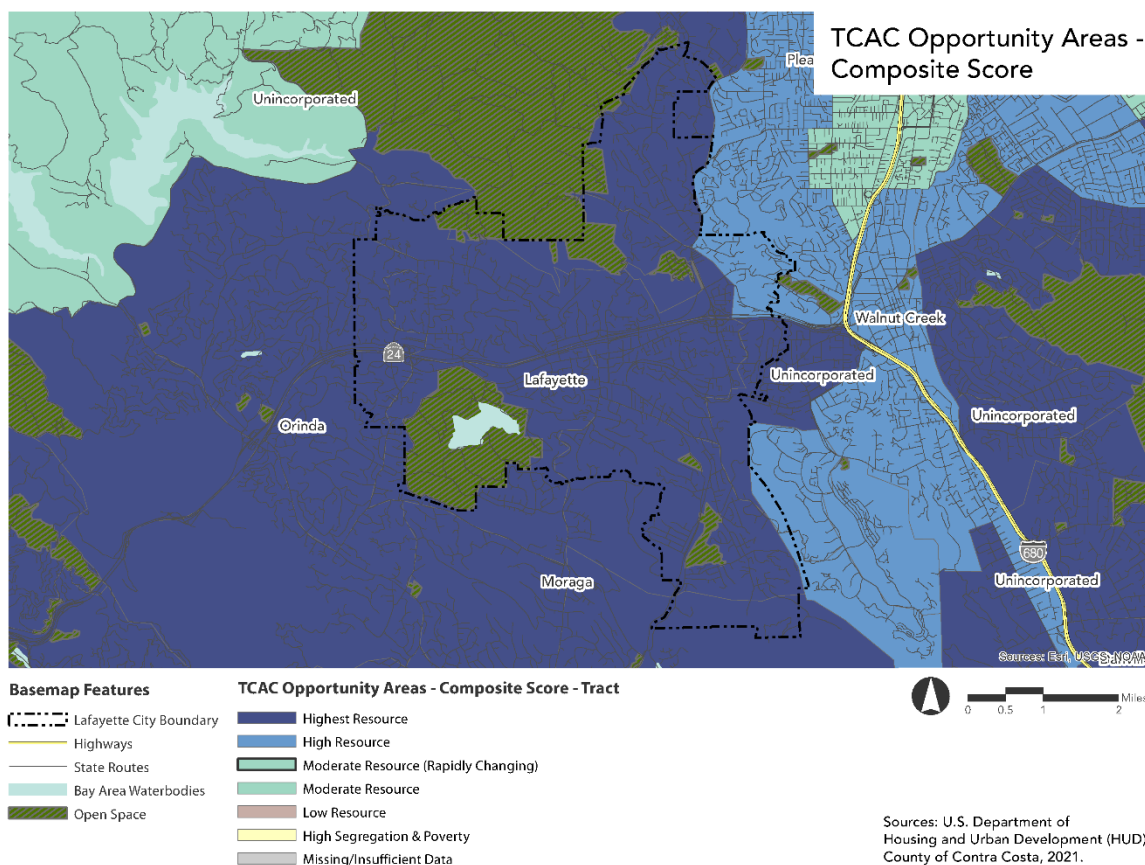 TCAC Opportunity Areas -
Composite Score
Plea
Unincorporated
Walnut Creek
24
Lafayette
Unincorporated
Orinda
Unincorporated
680
Moraga
Unincorporated
Sources: Esri, USGS, NOAA
Basemap Features
Lafayette City Boundary
Highways
State Routes
Bay Area Waterbodies
Open Space
TCAC Opportunity Areas - Composite Score - Tract
Highest Resource
High Resource
Moderate Resource (Rapidly Changing)
Moderate Resource
Low Resource
High Segregation & Poverty
Missing/Insufficient Data
Miles
0 0.5 1 2
Sources: U.S. Department of
Housing and Urban Development (HUD)
County of Contra Costa, 2021.